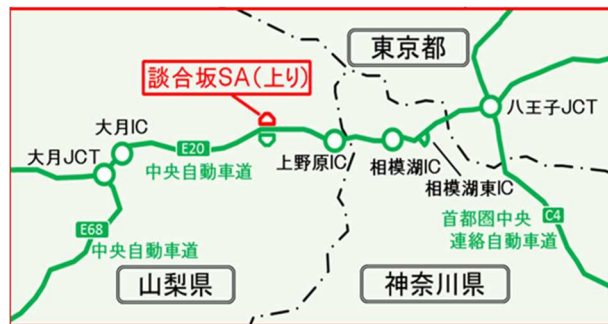 東京都
談合坂SA(上り)
八王子JCT
大月IC
大月JCT
E20
中央自動車道
上野原IC
相模湖IC
相模湖東IC
E68
中央自動車道
首都圏中央
連絡自動車道
C4
山梨県
神奈川県